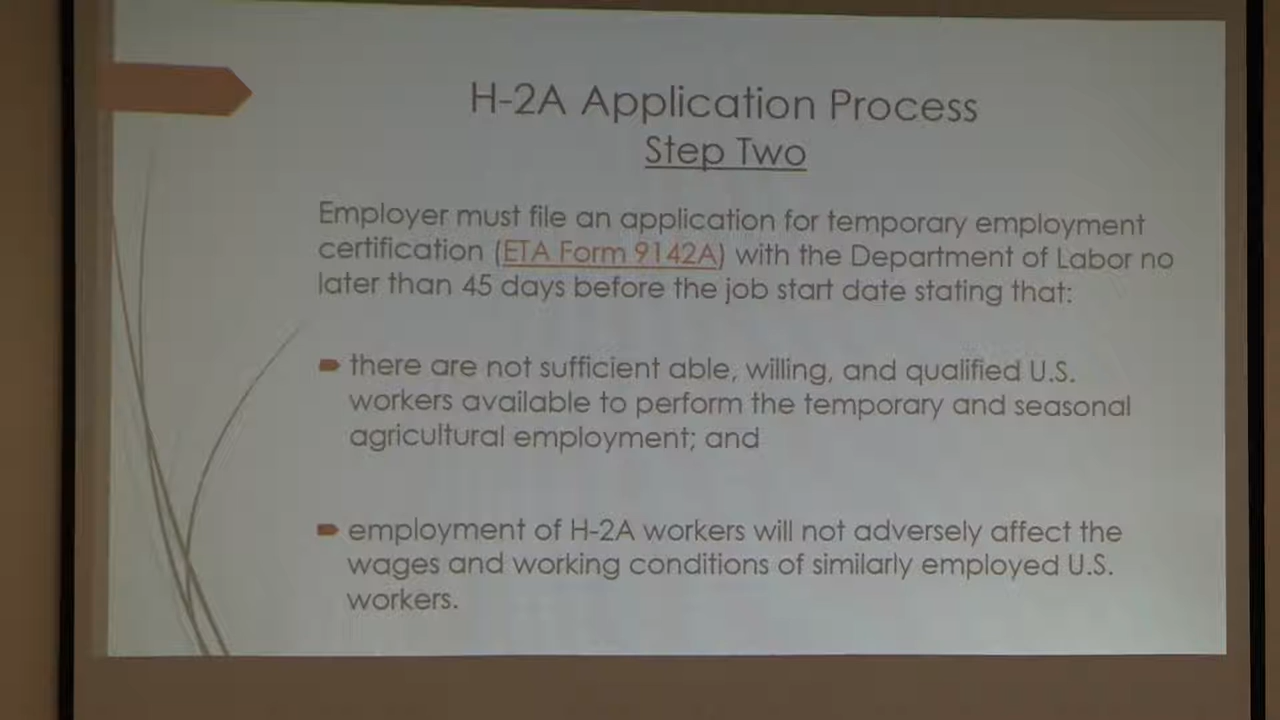 H-2A Application Process
Step Two
Employer must file an application for temporary employment
certification (ETA Form 9142A) with the Department of Labor no
later than 45 days before the job start date stating that:
there are not sufficient able, willing, and qualified U.S.
workers available to perform the temporary and seasonal
agricultural employment; and
employment of H-2A workers will not adversely affect the
wages and working conditions of similarly employed U.S.
workers.